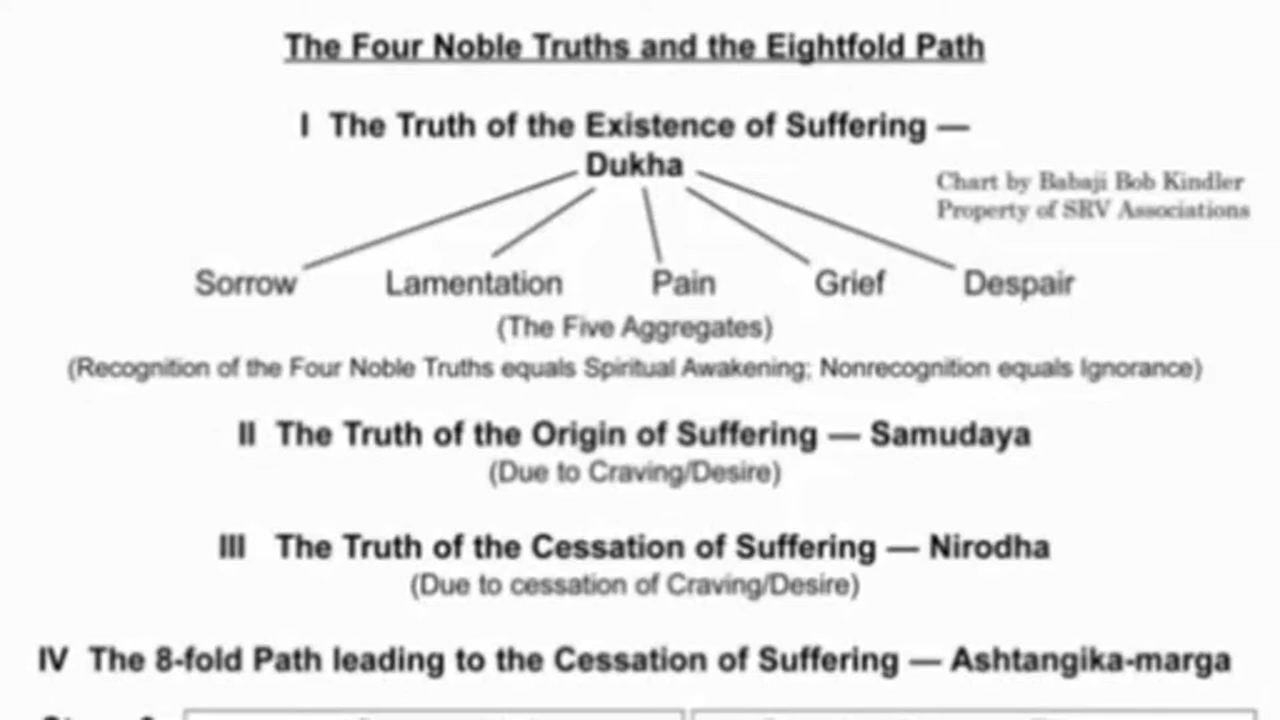 The Four Noble Truths and the Eightfold Path
I The Truth of the Existence of Suffering —
Dukha
Chart by Babaji Bob Kindler
Property of SRV Associations
Sorrow Lamentation Pain Grief Despair
(The Five Aggregates)
(Recognition of the Four Noble Truths equals Spiritual Awakening; Nonrecognition equals Ignorance)
II The Truth of the Origin of Suffering — Samudaya
(Due to Craving/Desire)
III The Truth of the Cessation of Suffering — Nirodha
(Due to cessation of Craving/Desire)
IV The 8-fold Path leading to the Cessation of Suffering — Ashtangika-marga